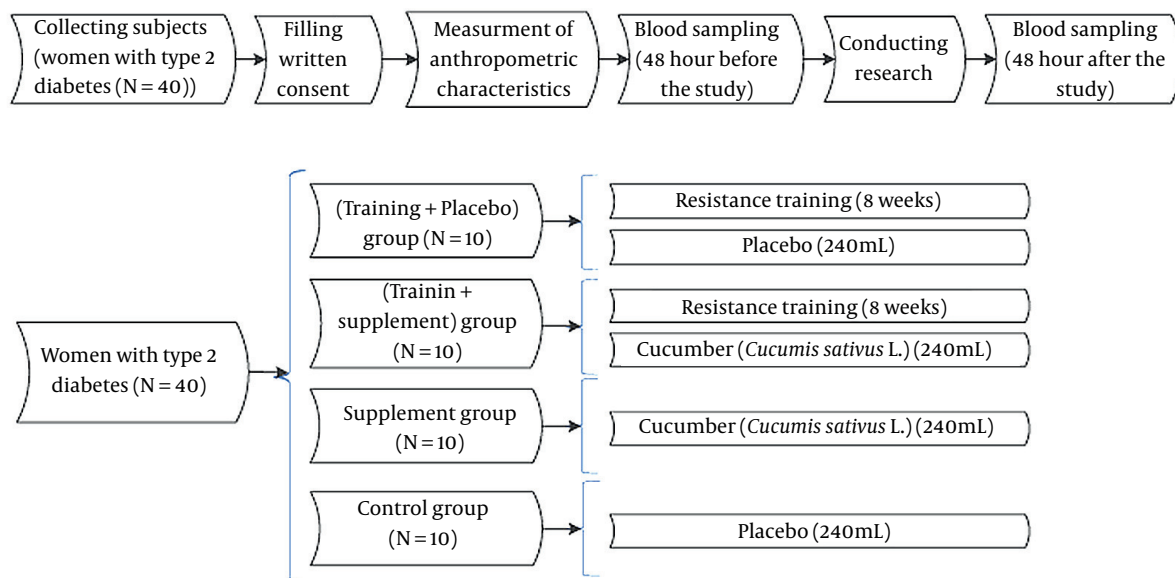 Collecting subjects
(women with type 2
diabetes (N = 40))
Filling
written
consent
Measurment of
anthropometric
characteristics
Blood sampling
(48 hour before
the study)
Conducting
research
Blood sampling
(48 hour after the
study)
Women with type 2
diabetes (N = 40)
(Training + Placebo)
group (N = 10)
Resistance training (8 weeks)
Placebo (240mL)
(Trainin +
supplement) group
(N = 10)
Resistance training (8 weeks)
Cucumber (Cucumis sativus L.) (240mL)
Supplement group
(N = 10)
Cucumber (Cucumis sativus L.) (240mL)
Control group
(N = 10)
Placebo (240mL)